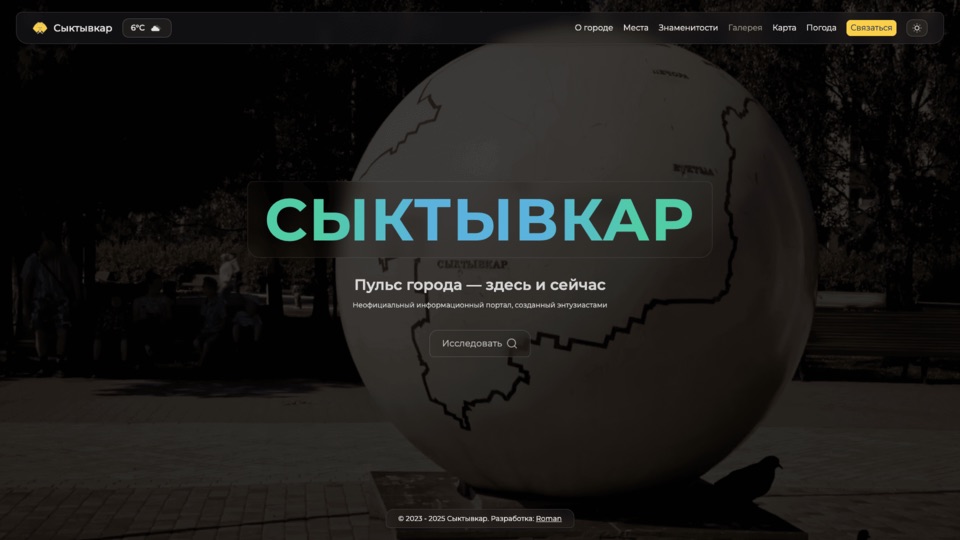 Сыктывкар
6°C
О городе Места Знаменитости Галерея Карта Погода Связаться
СЫКТЫВКАР
СЫКТЫВКАР
Пульс города — здесь и сейчас
Неофициальный информационный портал, созданный энтузиастами
Исследовать
© 2023 - 2025 Сыктывкар. Разработка: Roman